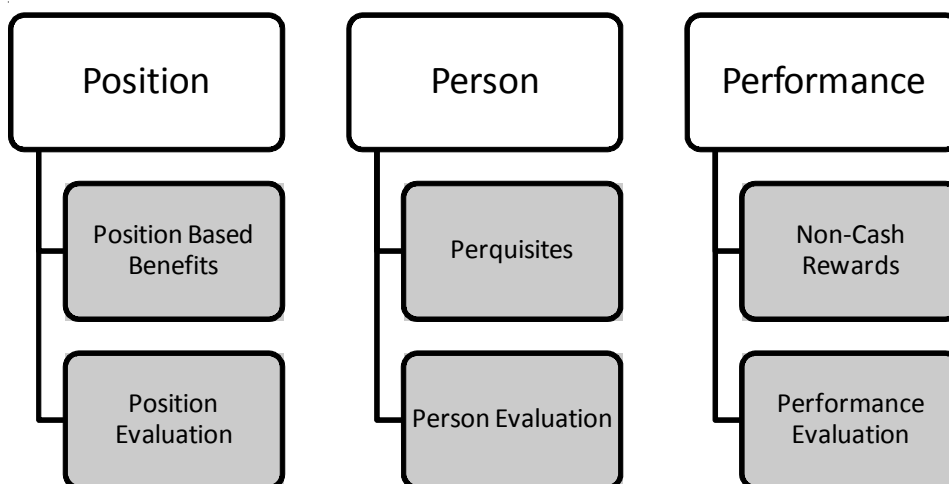 Position
Position Based
Benefits
Position
Evaluation
Person
Perquisites
Person Evaluation
Performance
Non-Cash
Rewards
Performance
Evaluation